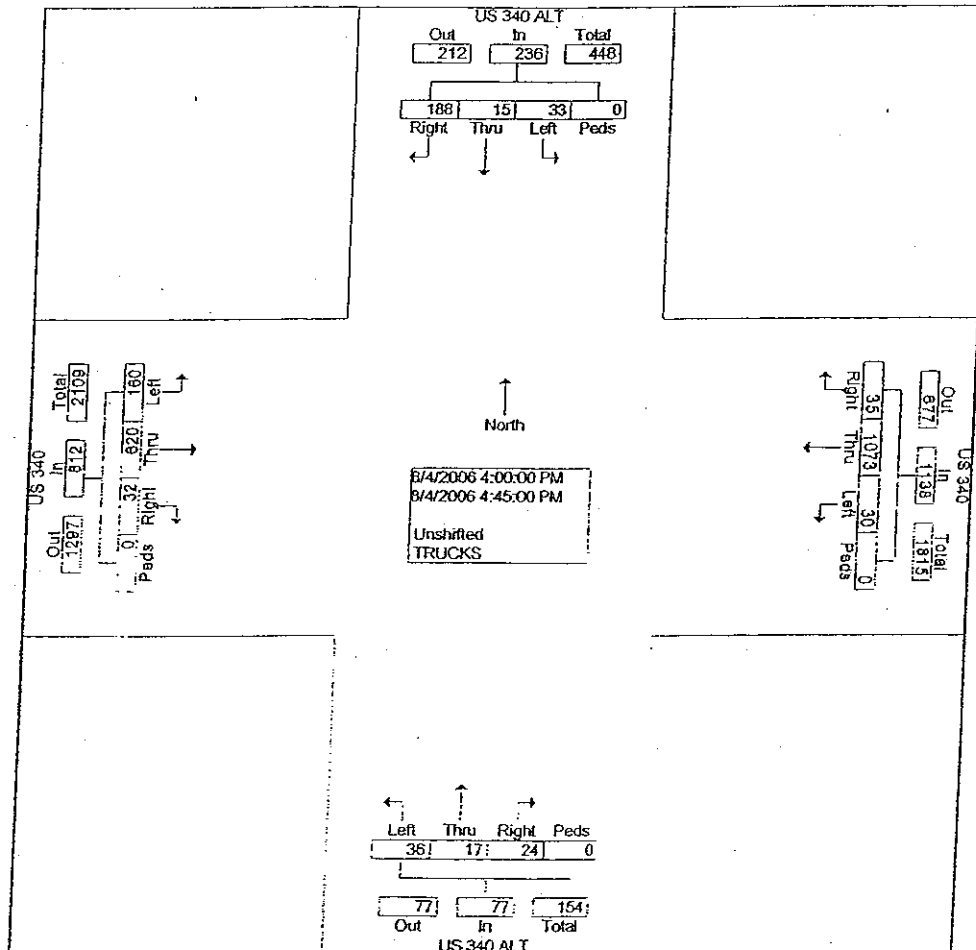 US 340 ALT
Out In Total
212 236 448
188 15 33 0
Right Thru Left Peds
US 340
Total In Out
2109 812 1297
160 620 32 0
Left Thru Right Peds
North
8/4/2006 4:00:00 PM
8/4/2006 4:45:00 PM
Unshifted
TRUCKS
Right Thru Left Peds
35 1073 30 0
677 1138 1815
Out In Total
US 340
Left Thru Right Peds
36 17 24 0
77 77 154
Out In Total
US 340 ALT